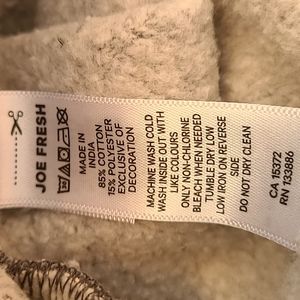 JOE FRESH
MADE IN
INDIA
85% COTTON
15% POLYESTER
EXCLUSIVE OF
DECORATION
MACHINE WASH COLD
WASH INSIDE OUT WITH
LIKE COLOURS
ONLY NON-CHLORINE
BLEACH WHEN NEEDED
TUMBLE DRY LOW
LOW IRON ON REVERSE
SIDE
DO NOT DRY CLEAN
CA 15372
RN 133886